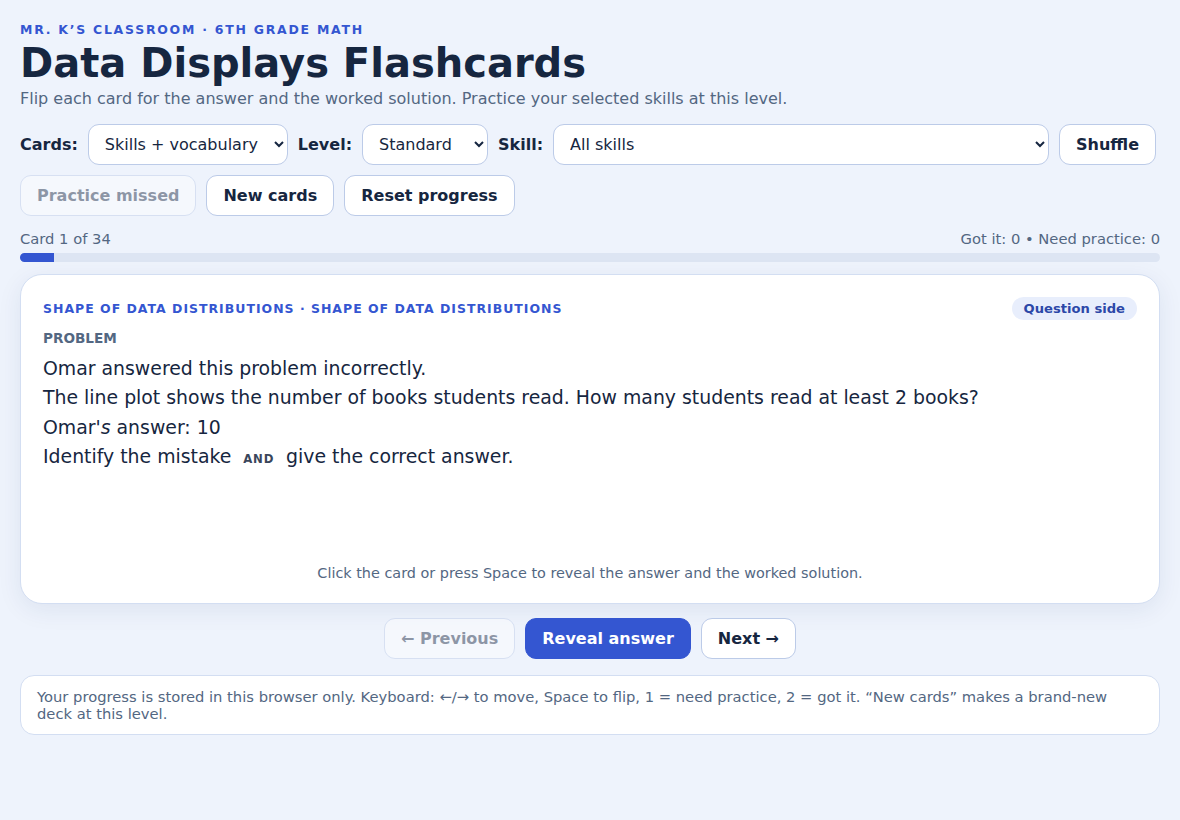 MR. K’S CLASSROOM · 6TH GRADE MATH
Data Displays Flashcards
Flip each card for the answer and the worked solution. Practice your selected skills at this level.
Cards: Skills + vocabulary Level: Standard Skill: All skills Shuffle
Practice missed New cards Reset progress
Card 1 of 34 Got it: 0 • Need practice: 0
SHAPE OF DATA DISTRIBUTIONS · SHAPE OF DATA DISTRIBUTIONS Question side
PROBLEM
Omar answered this problem incorrectly.
The line plot shows the number of books students read. How many students read at least 2 books?
Omar's answer: 10
Identify the mistake AND give the correct answer.
Click the card or press Space to reveal the answer and the worked solution.
← Previous Reveal answer Next →
Your progress is stored in this browser only. Keyboard: ←/→ to move, Space to flip, 1 = need practice, 2 = got it. “New cards” makes a brand-new
deck at this level.